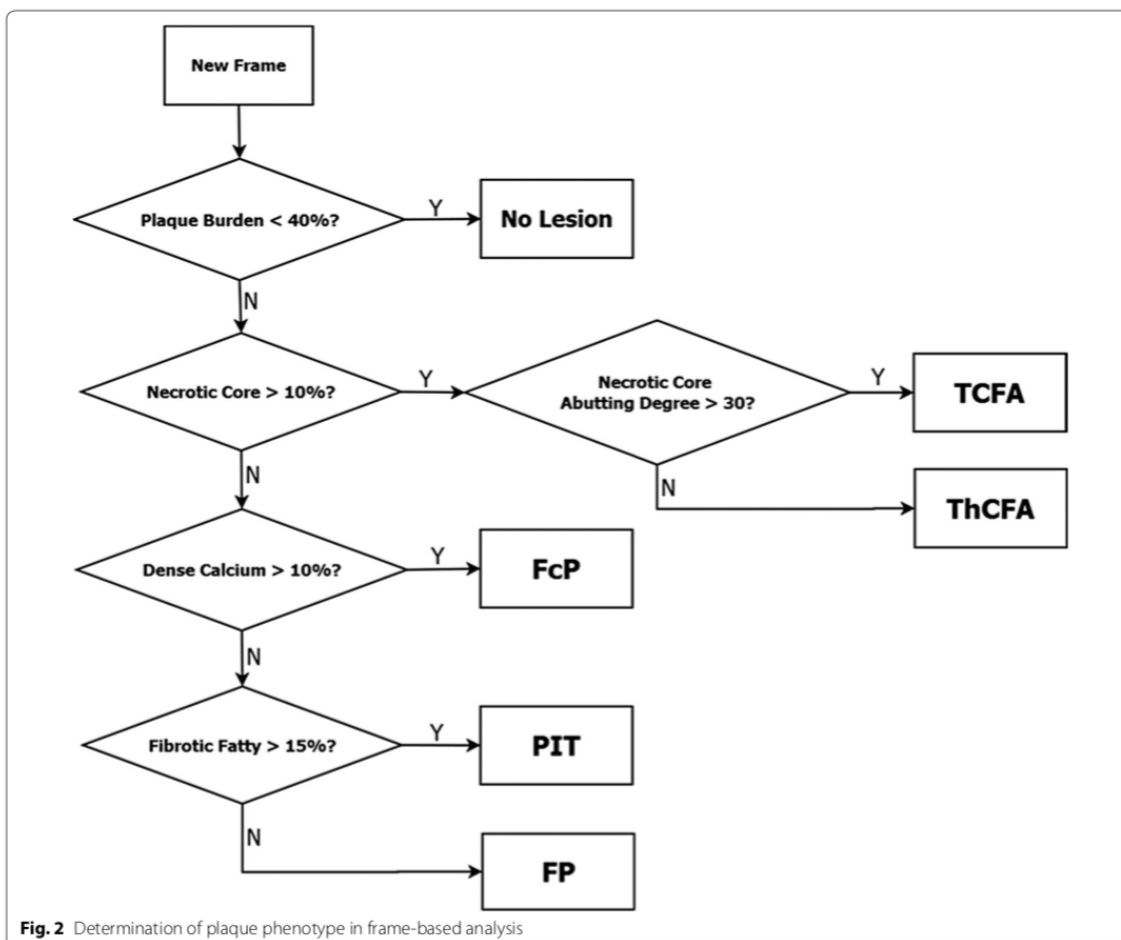 New Frame
Plaque Burden < 40%?
Y
No Lesion
N
Necrotic Core > 10%?
Y
Necrotic Core
Abutting Degree > 30?
Y
TCFA
N
ThCFA
N
Dense Calcium > 10%?
Y
FcP
N
Fibrotic Fatty > 15%?
Y
PIT
N
FP
Fig. 2 Determination of plaque phenotype in frame-based analysis